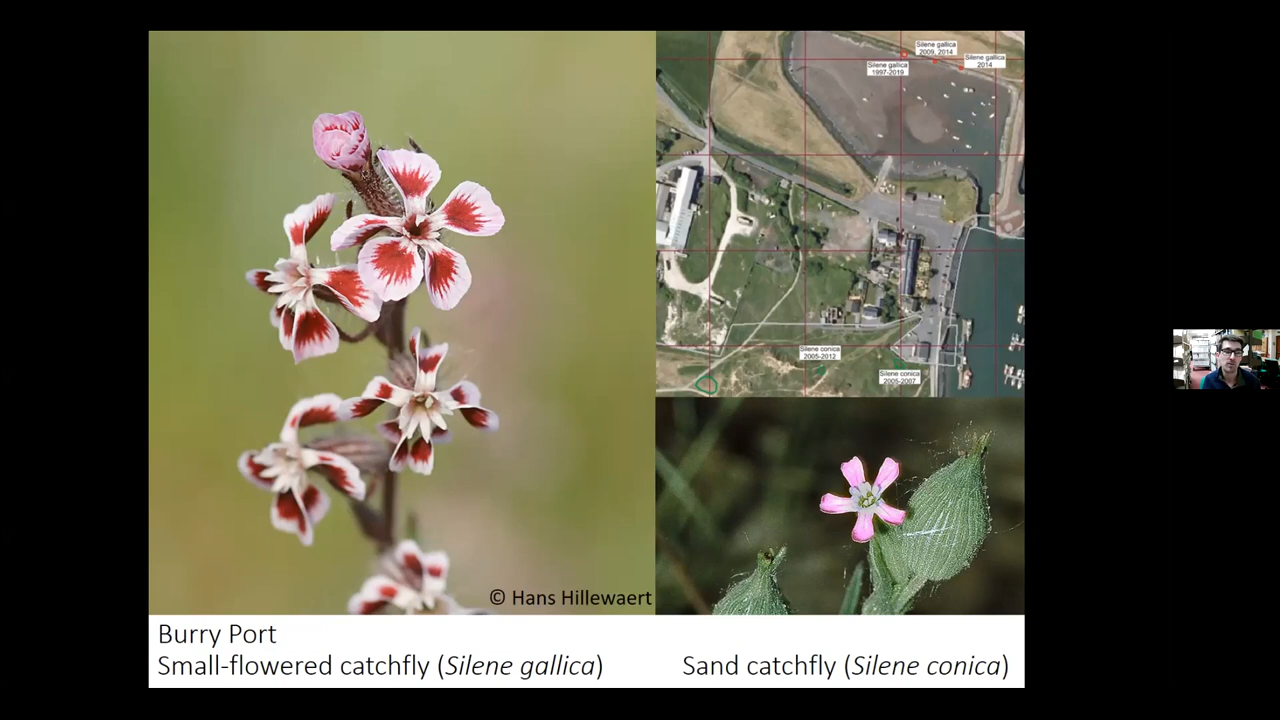 Silene gallica
2009, 2014
Silene gallica
1997-2019
Silene gallica
2014
Silene conica
2005-2012
Silene conica
2005-2007
© Hans Hillewaert
Burry Port
Small-flowered catchfly (Silene gallica)
Sand catchfly (Silene conica)